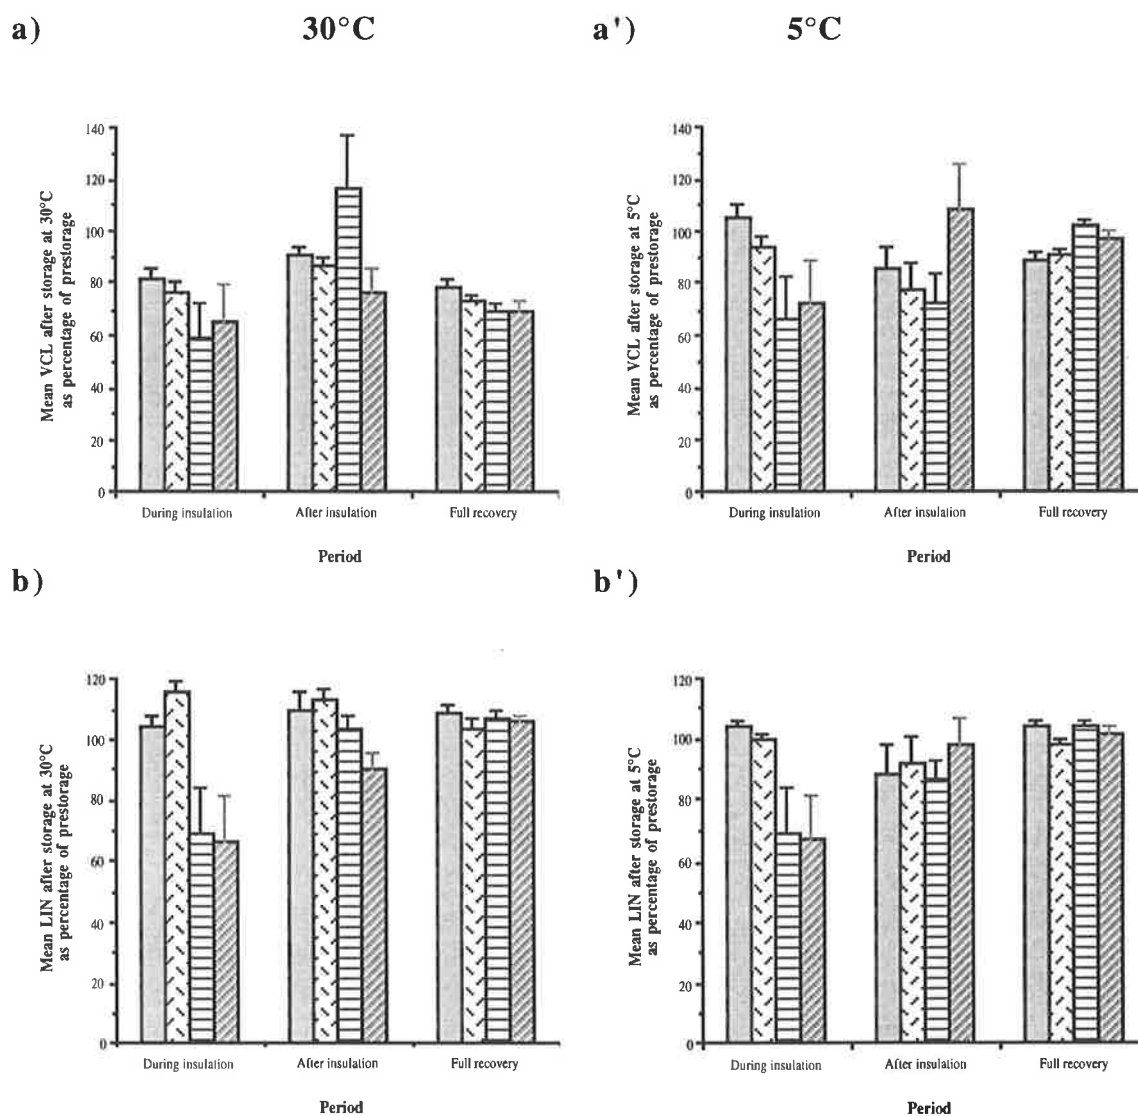 a)
30°C
a')
5°C
Mean VCL after storage at 30°C
as percentage of prestorage
140
120
100
80
60
40
20
0
During insulation
After insulation
Full recovery
Period
Mean VCL after storage at 5°C
as percentage of prestorage
140
120
100
80
60
40
20
0
During insulation
After insulation
Full recovery
Period
b)
b')
Mean LIN after storage at 30°C
as percentage of prestorage
120
100
80
60
40
20
0
During insulation
After insulation
Full recovery
Period
Mean LIN after storage at 5°C
as percentage of prestorage
120
100
80
60
40
20
0
During insulation
After insulation
Full recovery
Period